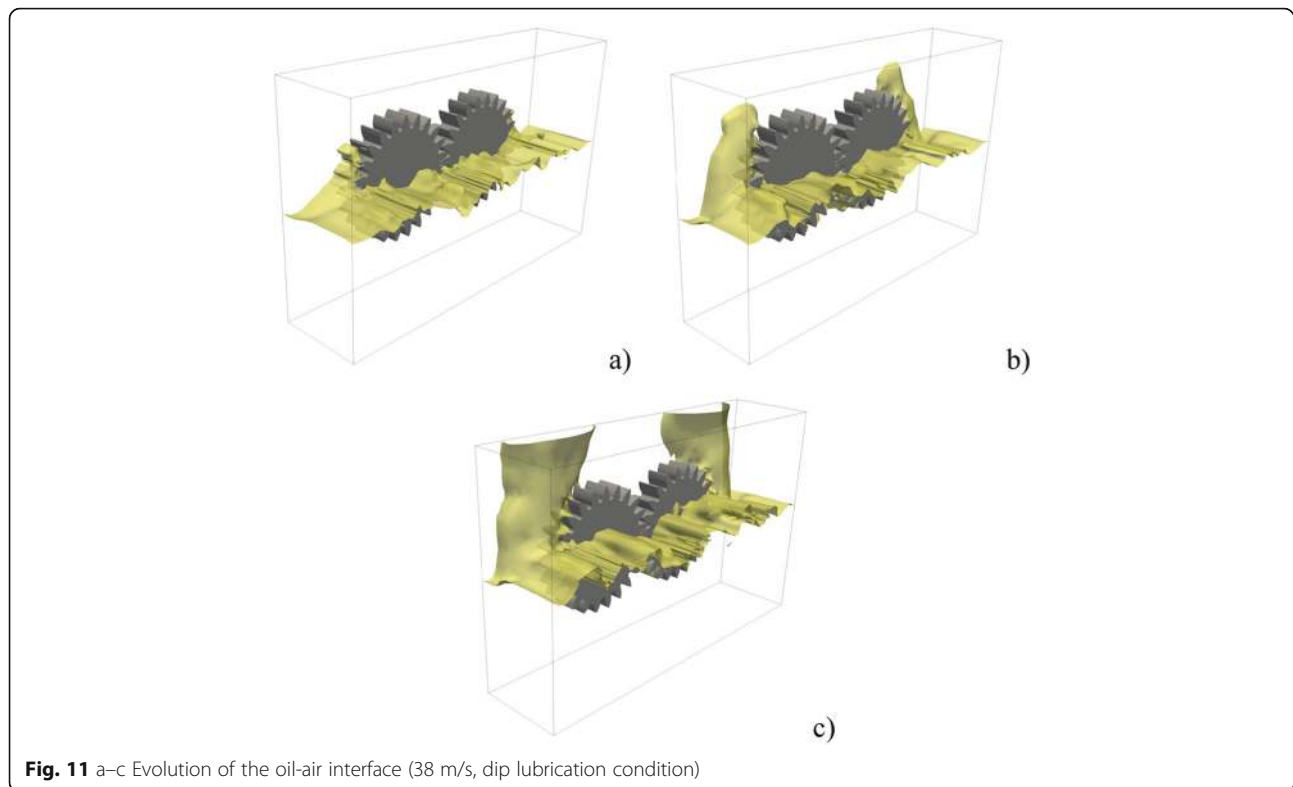 a)
b)
c)
Fig. 11 a–c Evolution of the oil-air interface (38 m/s, dip lubrication condition)